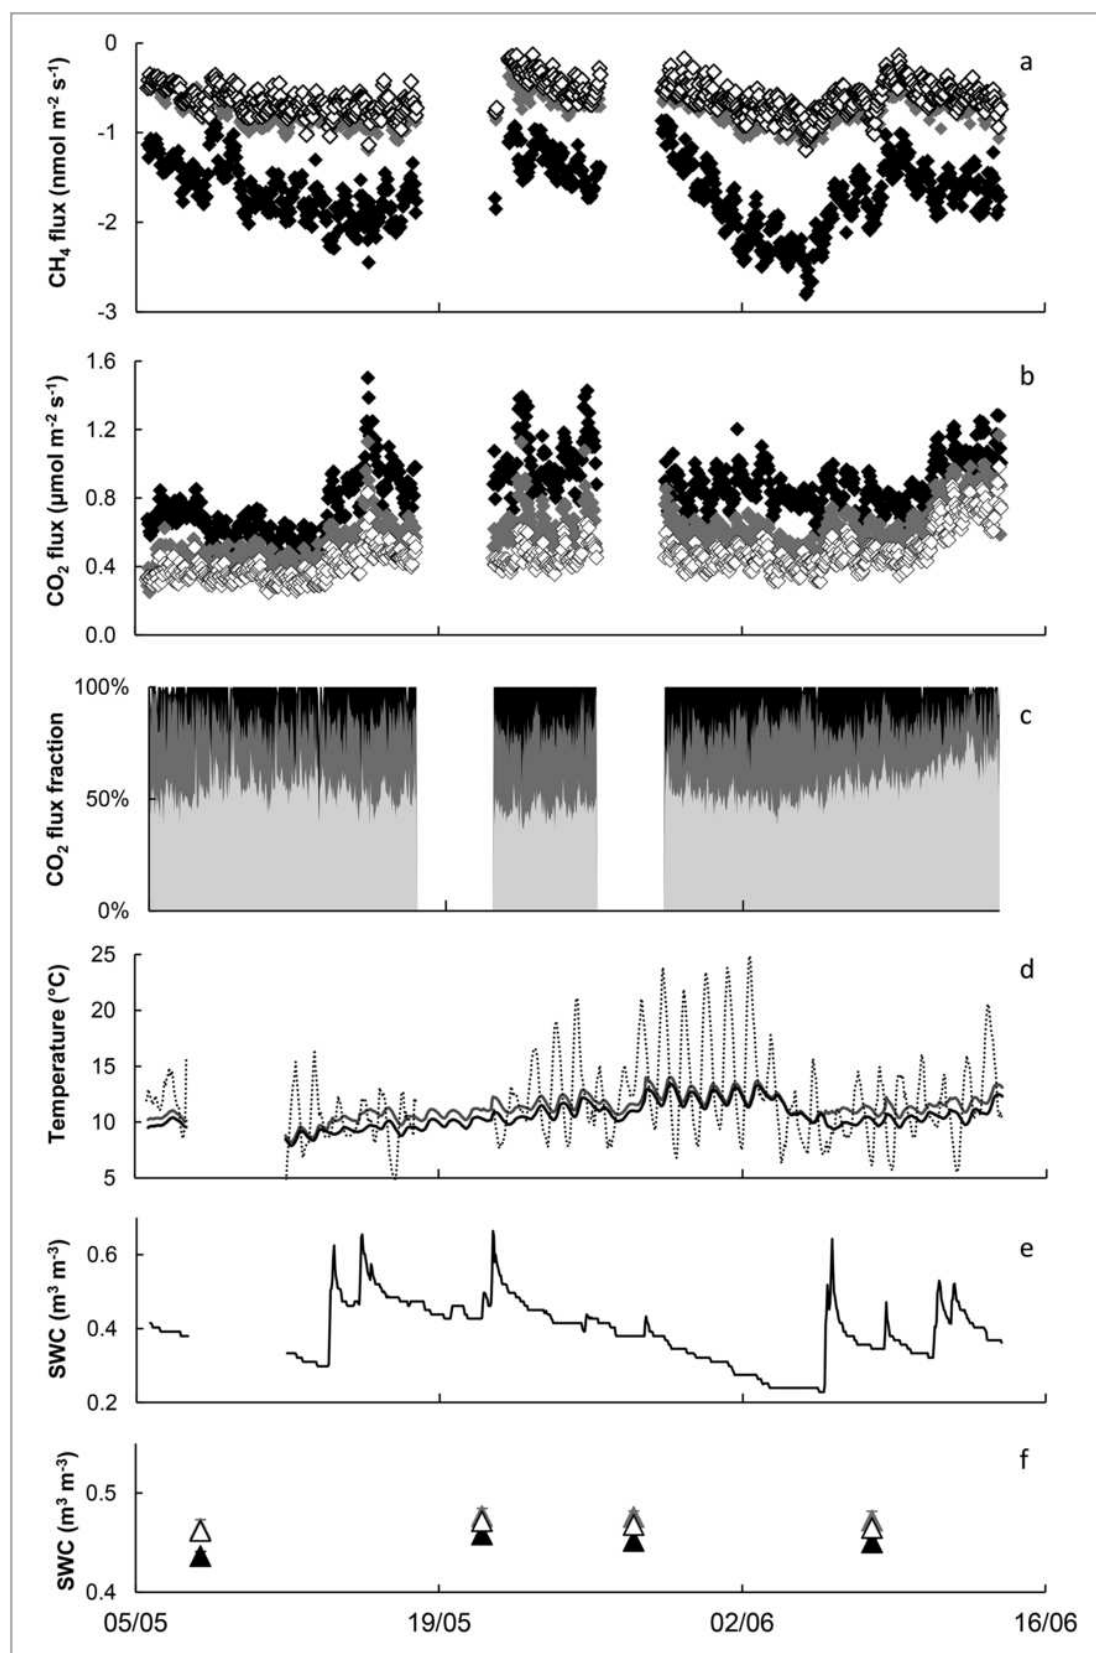 a
0
-1
-2
-3
CH₄ flux (nmol m⁻² s⁻¹)
b
1.6
1.2
0.8
0.4
0.0
CO₂ flux (µmol m⁻² s⁻¹)
c
100%
50%
0%
CO₂ flux fraction
d
25
20
15
10
5
Temperature (°C)
e
0.6
0.4
0.2
SWC (m³ m⁻³)
f
0.5
0.4
SWC (m³ m⁻³)
05/05 19/05 02/06 16/06